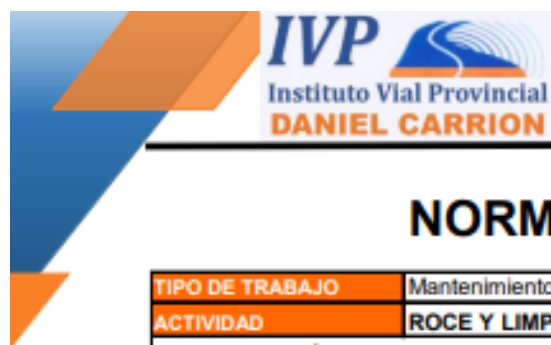 IVP
Instituto Vial Provincial
DANIEL CARRION
NORM
TIPO DE TRABAJO Mantenimiento
ACTIVIDAD ROCE Y LIMP